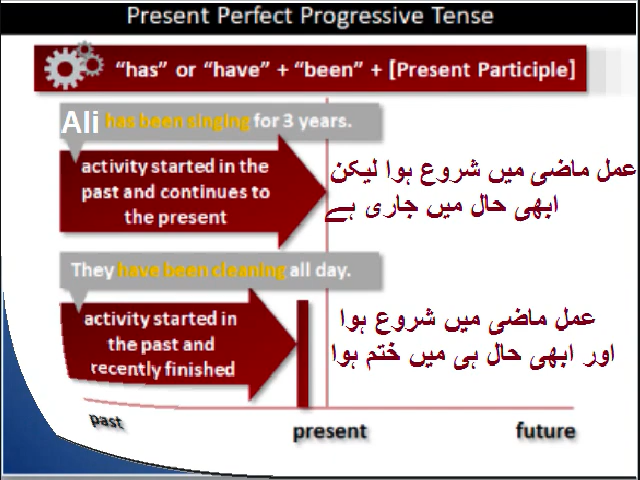 Present Perfect Progressive Tense
“has” or “have” + “been” + [Present Participle]
Ali has been singing for 3 years.
activity started in the
past and continues to
the present
عمل ماضی میں شروع ہوا لیکن
ابھی حال میں جاری ہے
They have been cleaning all day.
activity started in
the past and
recently finished
عمل ماضی میں شروع ہوا
اور ابھی حال ہی میں ختم ہوا
past
present
future